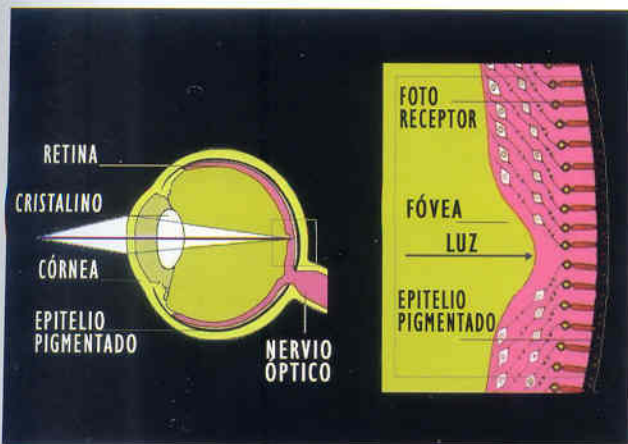 RETINA
CRISTALINO
CÓRNEA
EPITELIO
PIGMENTADO
NERVIO
ÓPTICO
FOTO
RECEPTOR
FÓVEA
LUZ
EPITELIO
PIGMENTADO